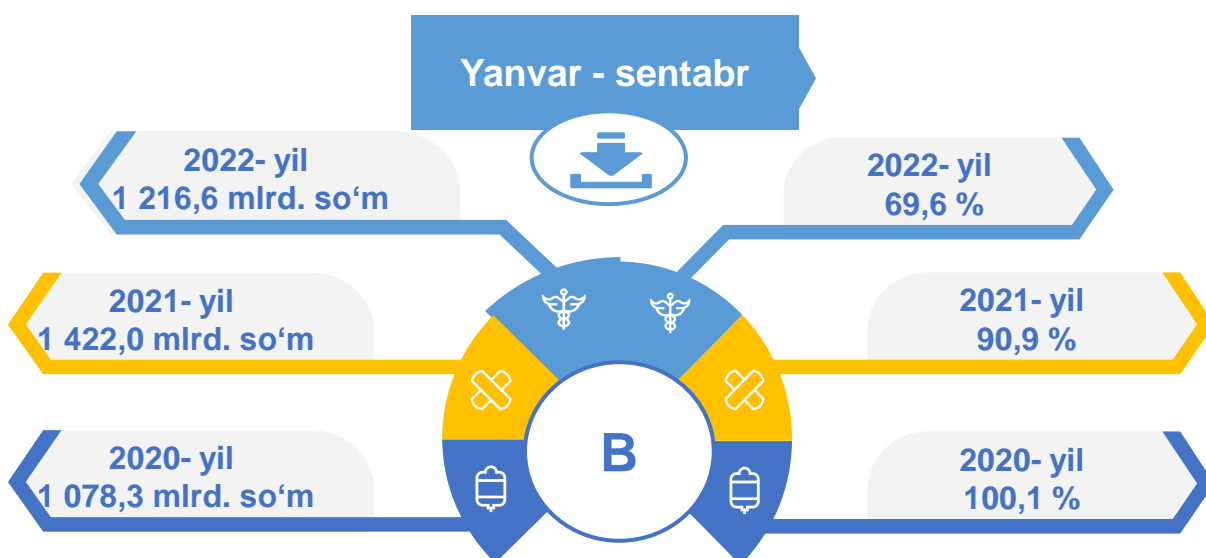 Yanvar - sentabr
2022- yil
1 216,6 mlrd. so‘m
2022- yil
69,6 %
2021- yil
1 422,0 mlrd. so‘m
2021- yil
90,9 %
2020- yil
1 078,3 mlrd. so‘m
B
2020- yil
100,1 %